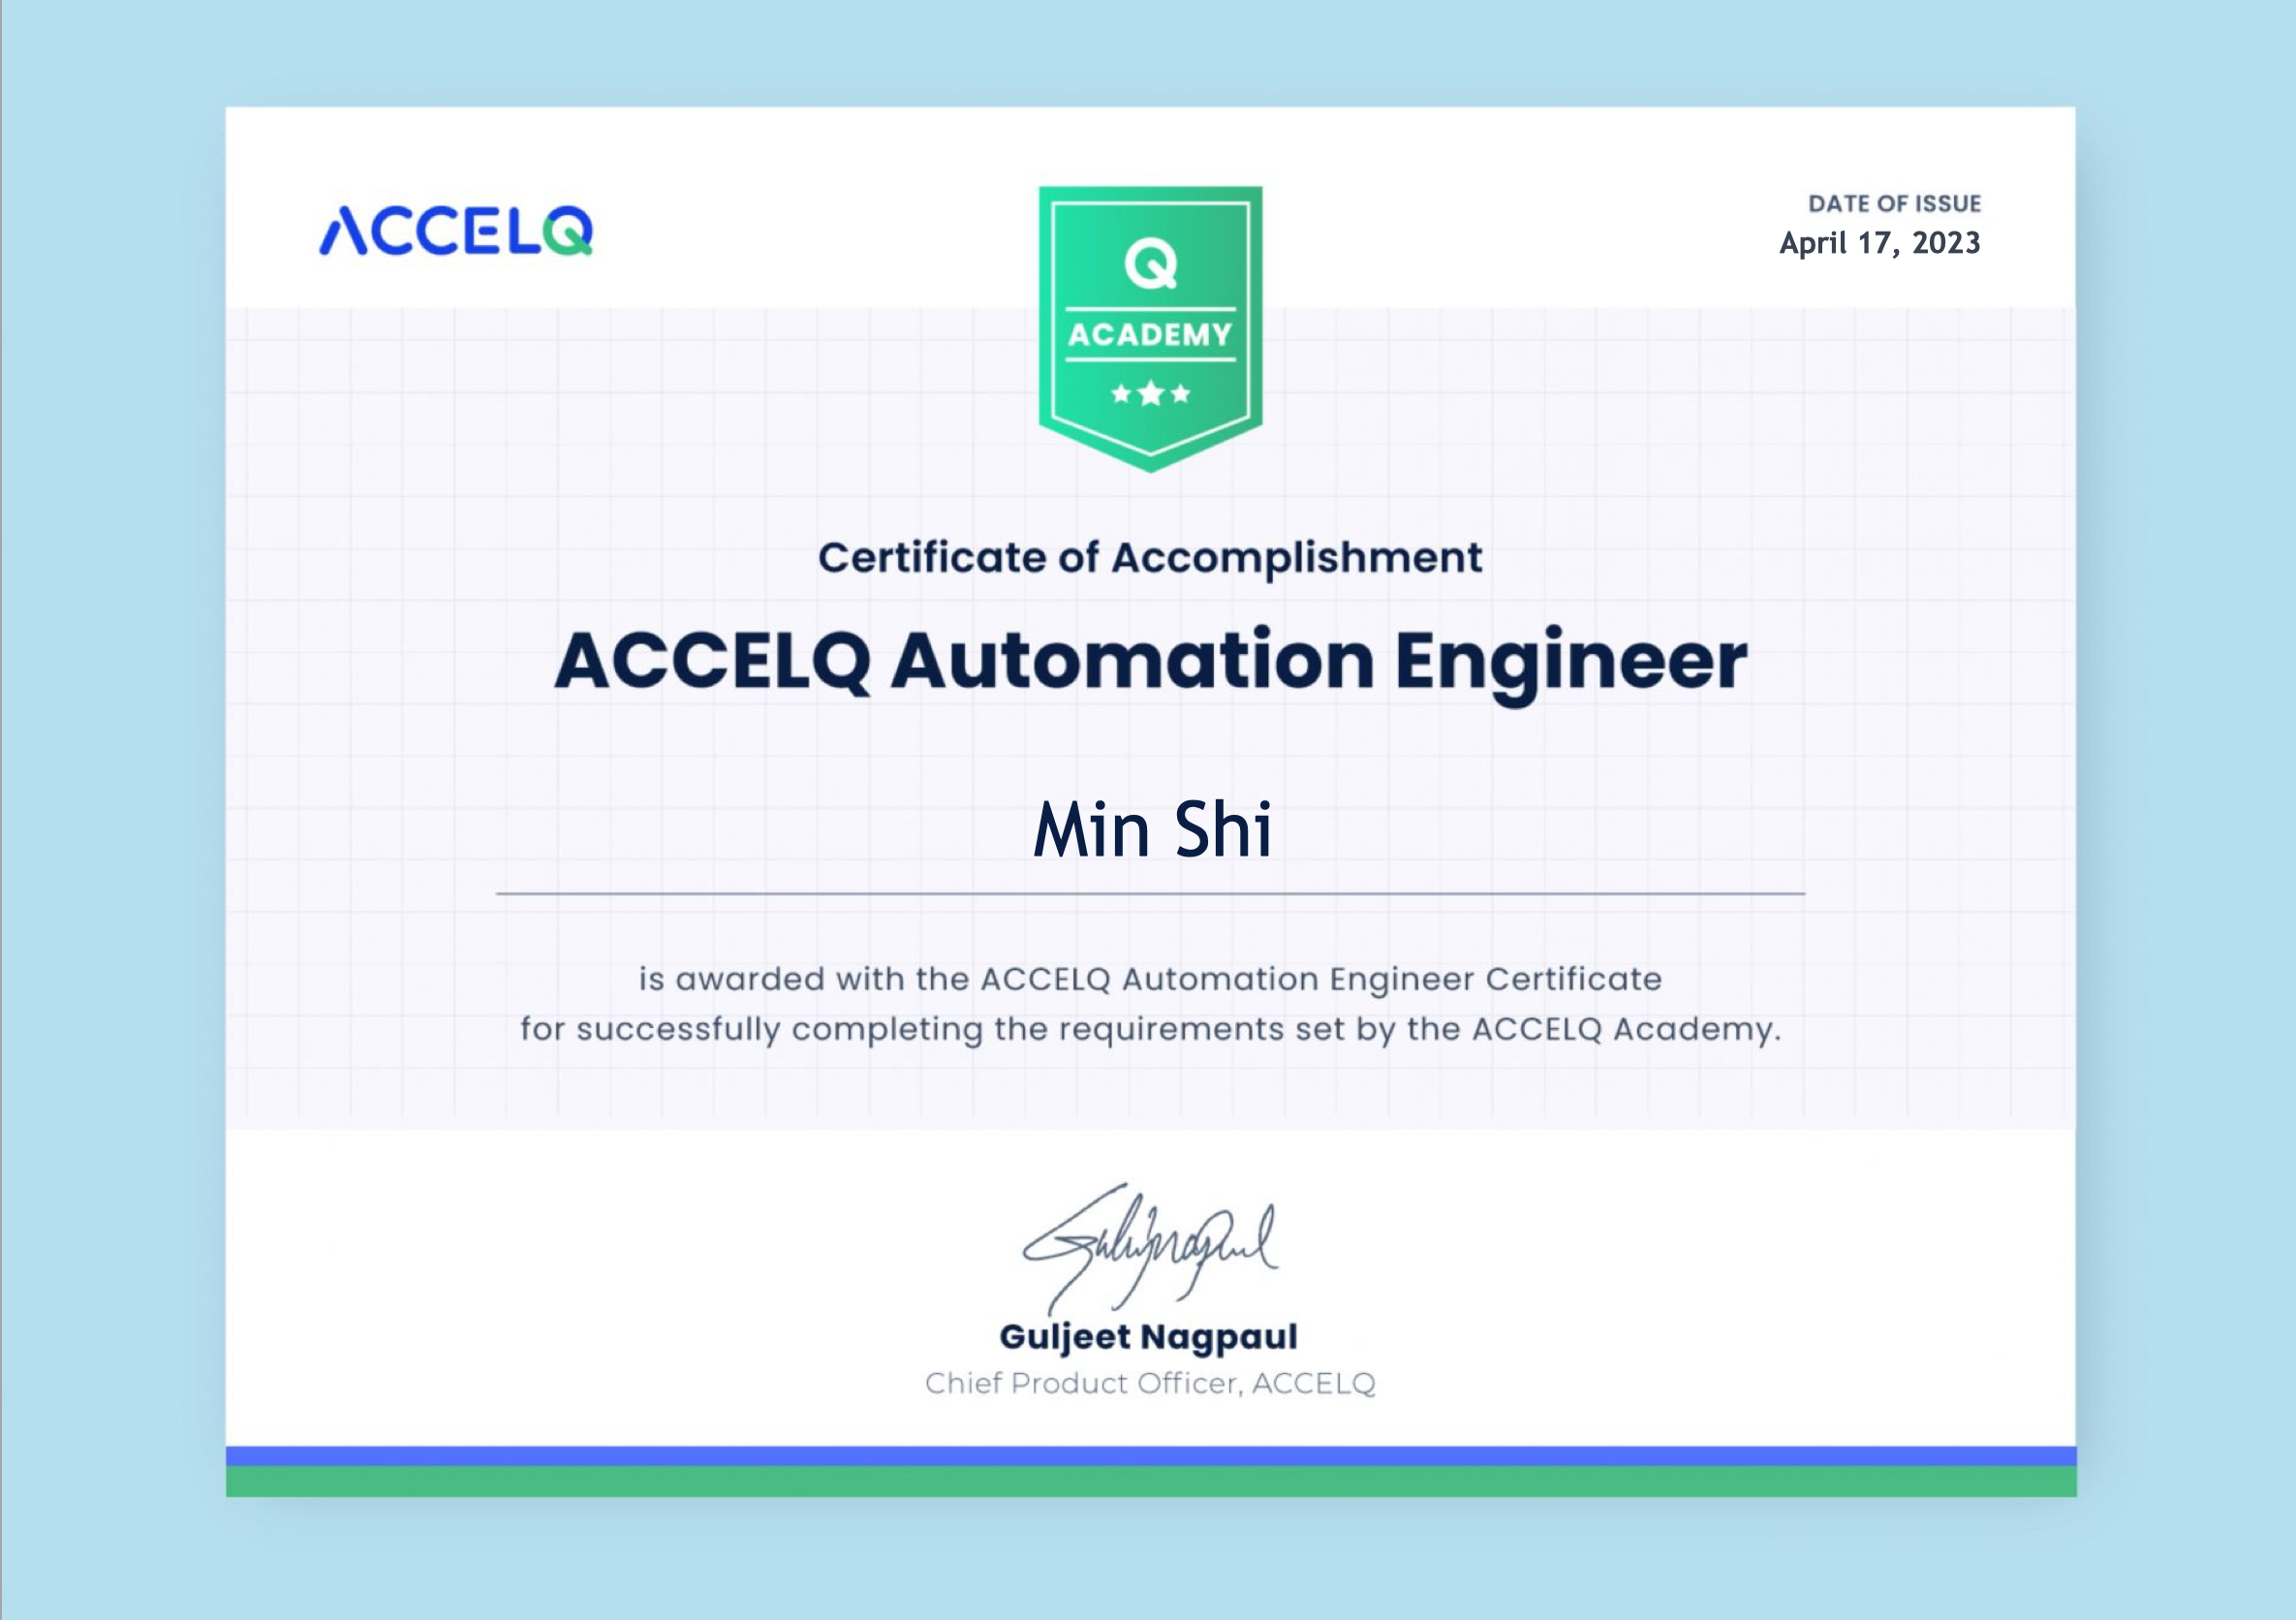 ACCELQ
DATE OF ISSUE
April 17, 2023
Q
ACADEMY
Certificate of Accomplishment
ACCELQ Automation Engineer
Min Shi
is awarded with the ACCELQ Automation Engineer Certificate
for successfully completing the requirements set by the ACCELQ Academy.
Guljeet Nagpaul
Chief Product Officer, ACCELQ